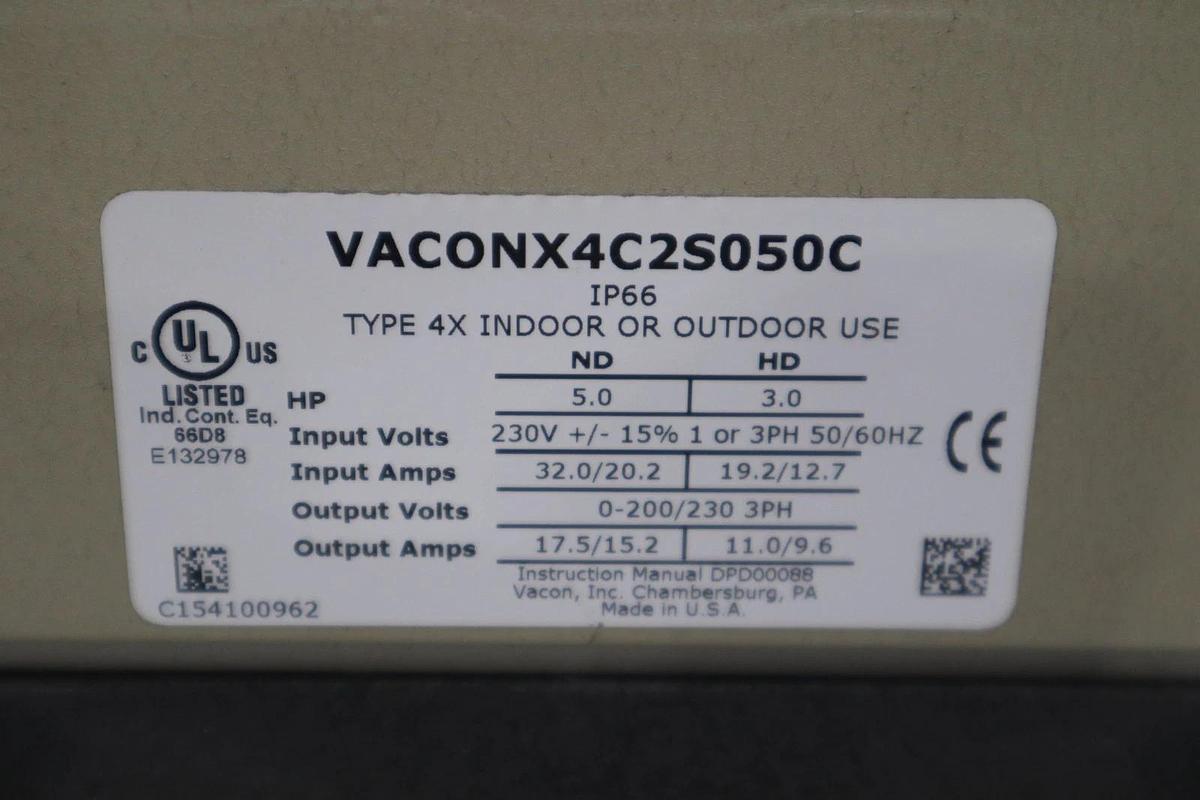 VACONX4C2S050C
IP66
TYPE 4X INDOOR OR OUTDOOR USE
C UL US
LISTED
Ind. Cont. Eq.
66D8
E132978
ND HD
HP 5.0 3.0
Input Volts 230V +/- 15% 1 or 3PH 50/60HZ
Input Amps 32.0/20.2 19.2/12.7
Output Volts 0-200/230 3PH
Output Amps 17.5/15.2 11.0/9.6
CE
Instruction Manual DPD00088
Vacon, Inc. Chambersburg, PA
Made in U.S.A.
C154100962